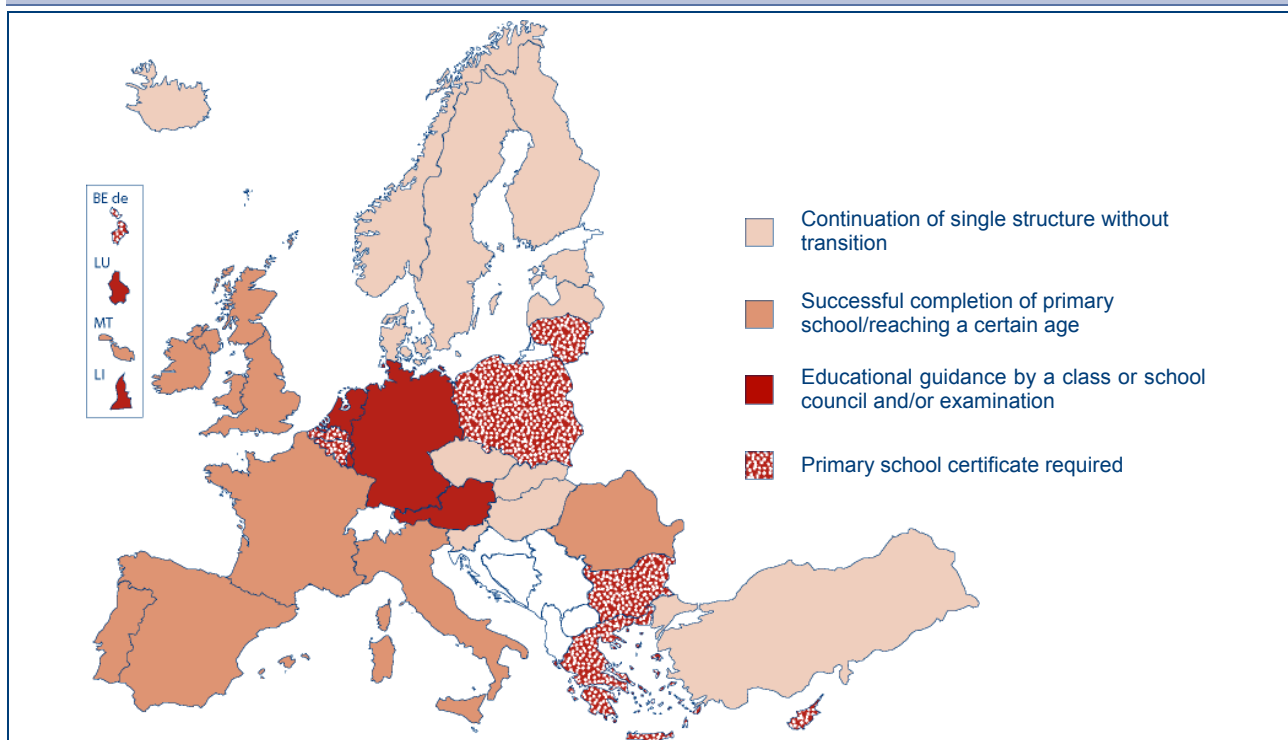 BE de
LU
MT
LI
Continuation of single structure without
transition
Successful completion of primary
school/reaching a certain age
Educational guidance by a class or school
council and/or examination
Primary school certificate required